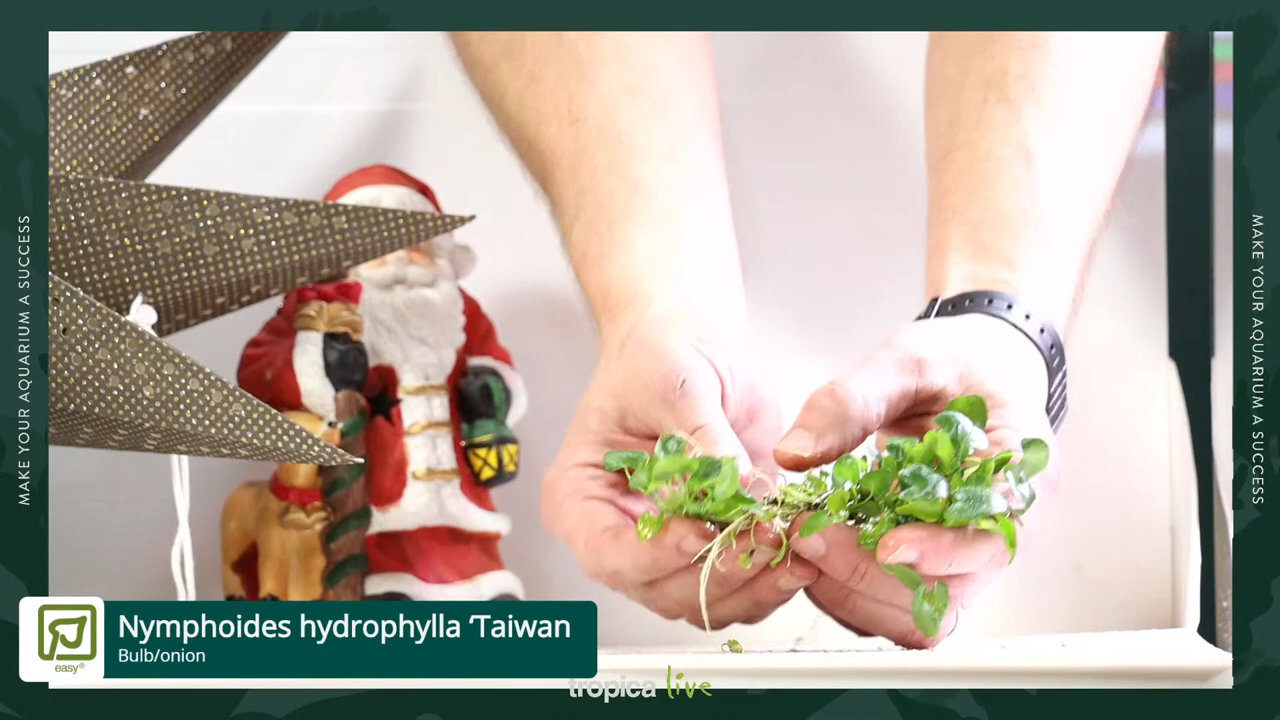 MAKE YOUR AQUARIUM A SUCCESS
MAKE YOUR AQUARIUM A SUCCESS
easy®
Nymphoides hydrophylla ‘Taiwan
Bulb/onion
tropica live